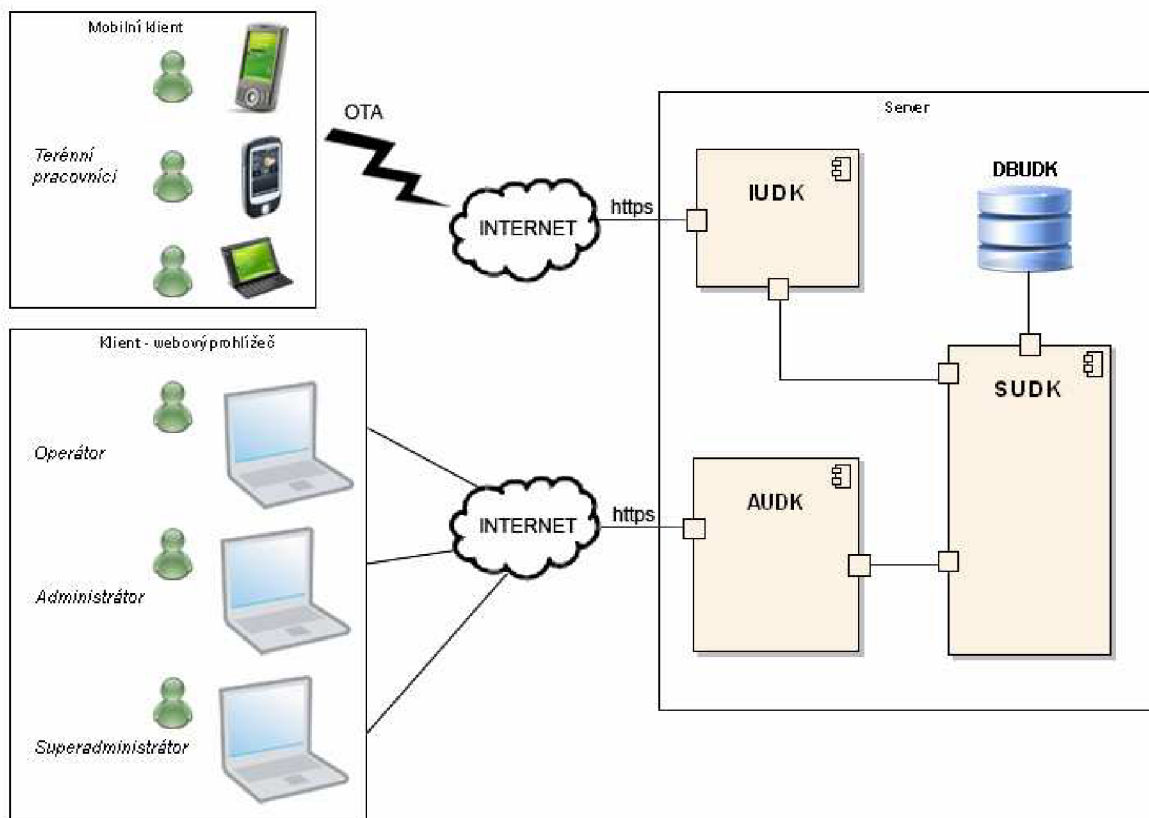 Mobilní klient
Terénní
pracovníci
OTA
INTERNET
https
Server
IUDK
DBUDK
SUDK
AUDK
Klient - webový prohlížeč
Operátor
Administrátor
Superadministrátor
INTERNET
https